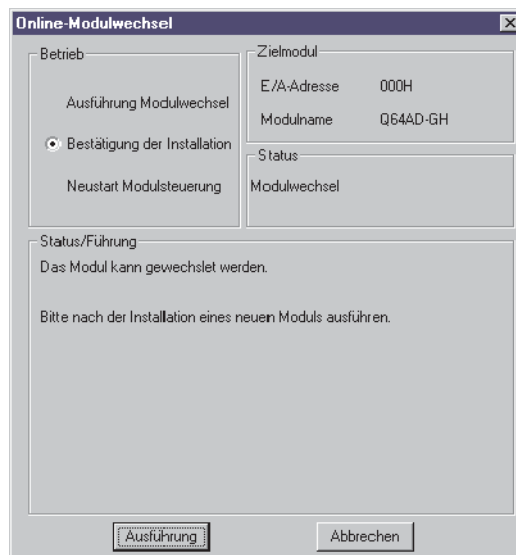 Online-Modulwechsel
Betrieb
Ausführung Modulwechsel
Bestätigung der Installation
Neustart Modulsteuerung
Zielmodul
E/A-Adresse 000H
Modulname Q64AD-GH
Status
Modulwechsel
Status/Führung
Das Modul kann gewechslet werden.
Bitte nach der Installation eines neuen Moduls ausführen.
Ausführung
Abbrechen